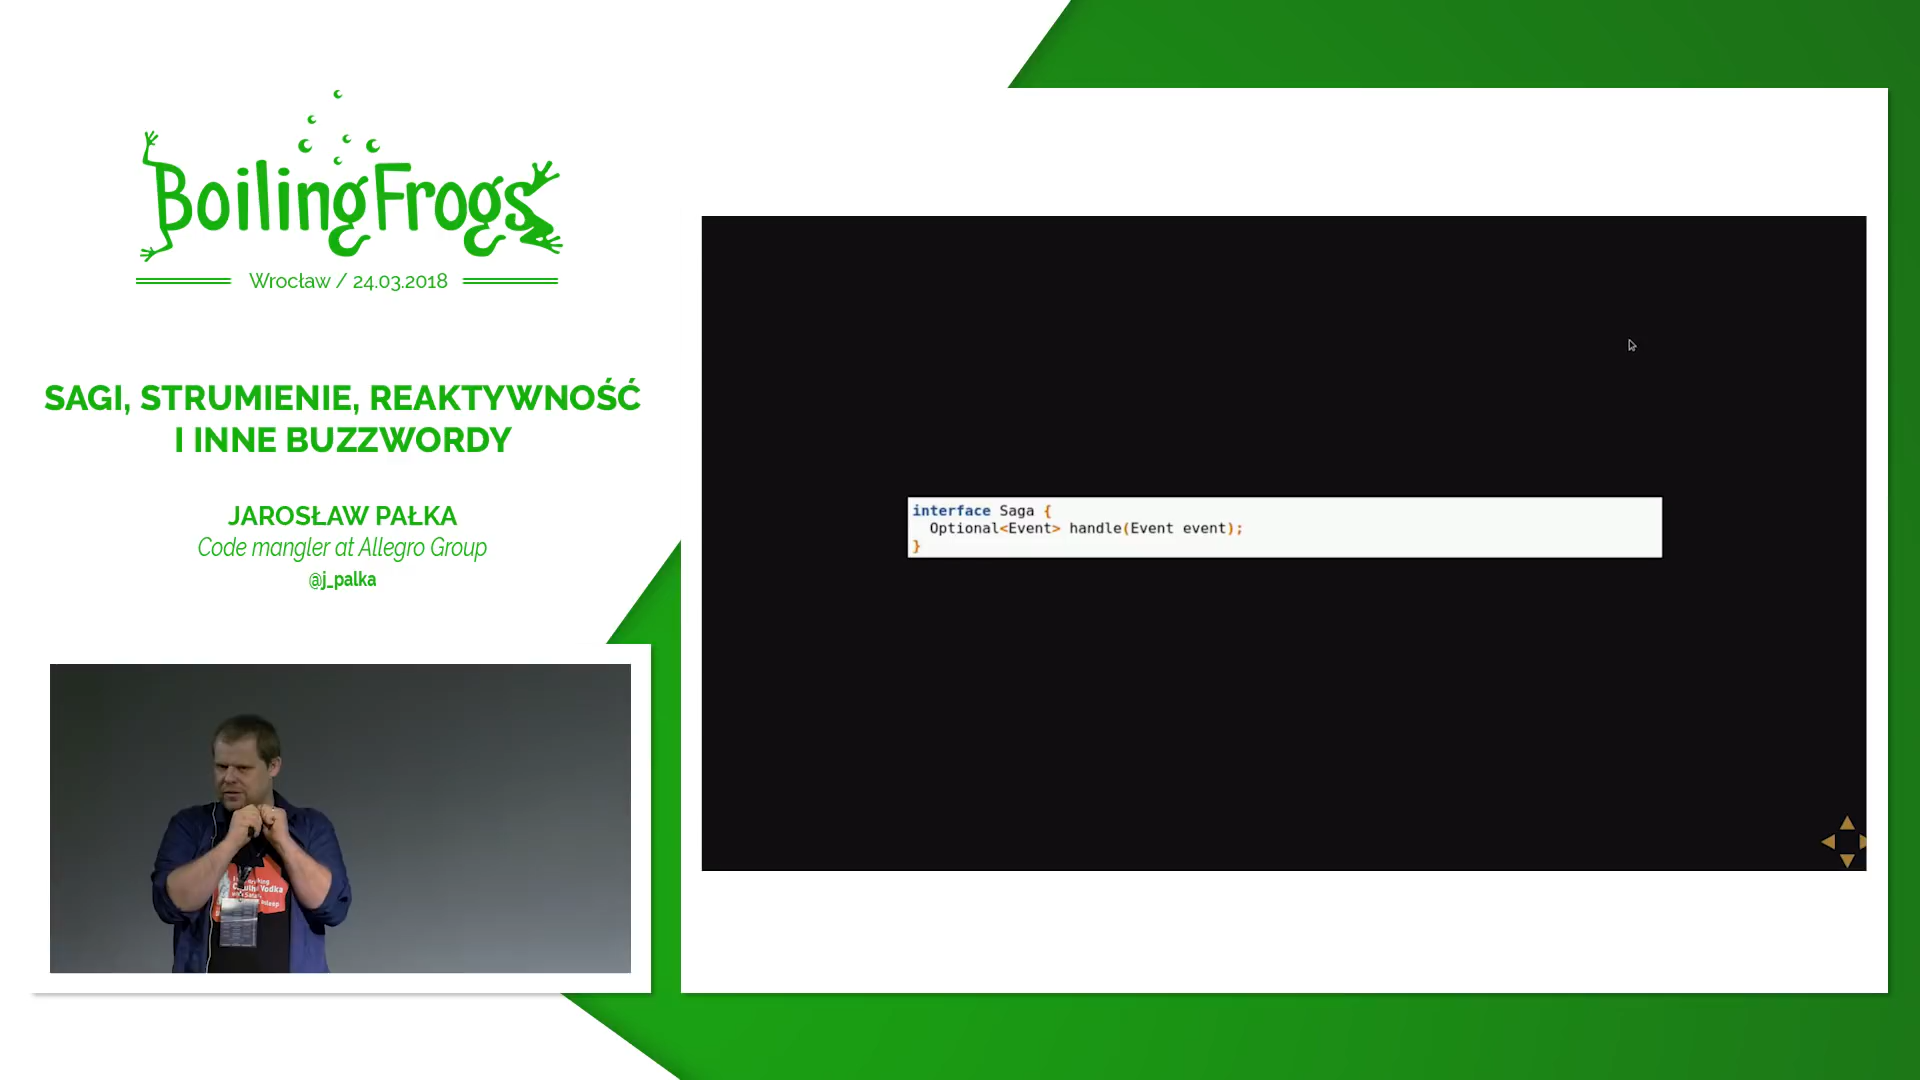 BoilingFrogs
Wrocław / 24.03.2018
SAGI, STRUMIENIE, REAKTYWNOŚĆ
I INNE BUZZWORDY
JAROSŁAW PAŁKA
Code mangler at Allegro Group
@j_palka
interface Saga {
Optional<Event> handle(Event event);
}